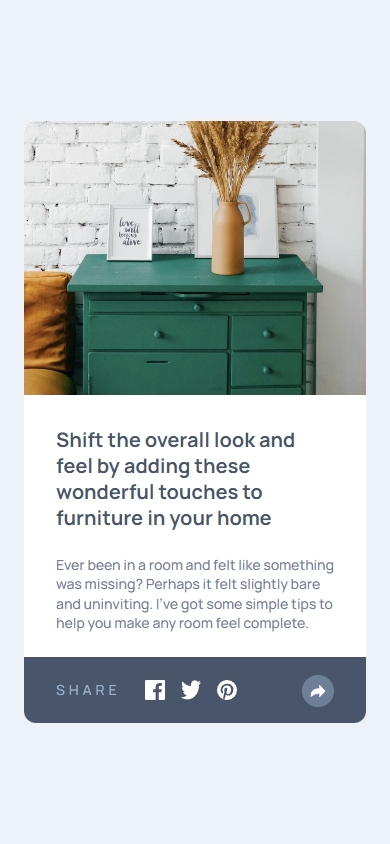 love
will
alive
Shift the overall look and
feel by adding these
wonderful touches to
furniture in your home
Ever been in a room and felt like something
was missing? Perhaps it felt slightly bare
and uninviting. I’ve got some simple tips to
help you make any room feel complete.
SHARE